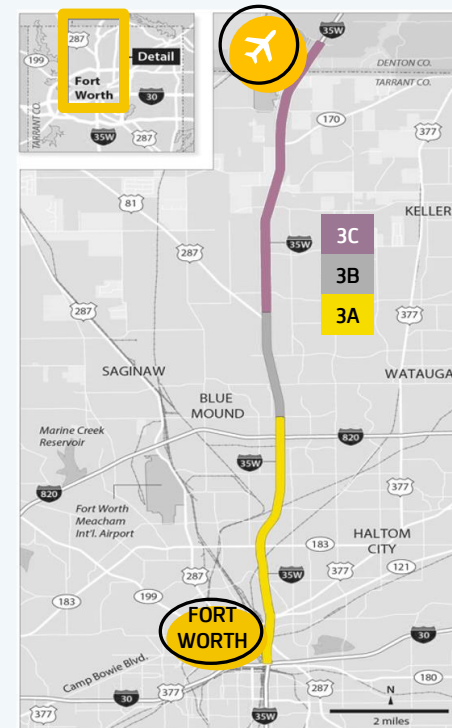 287
199
Detail
Fort
Worth
30
35W
287
TARRANT CO.
35W
DENTON CO.
TARRANT CO.
170
377
81
KELLER
287
35W
3C
3B
3A
377
287
SAGINAW
WATAUGA
BLUE
MOUND
Marine Creek
Reservoir
820
35W
377
820
Fort Worth
Meacham
Int'l. Airport
HALTOM
CITY
183
121
377
35W
287
199
183
FORT
WORTH
30
Camp Bowie Blvd.
180
30
287
N
35W
2 miles